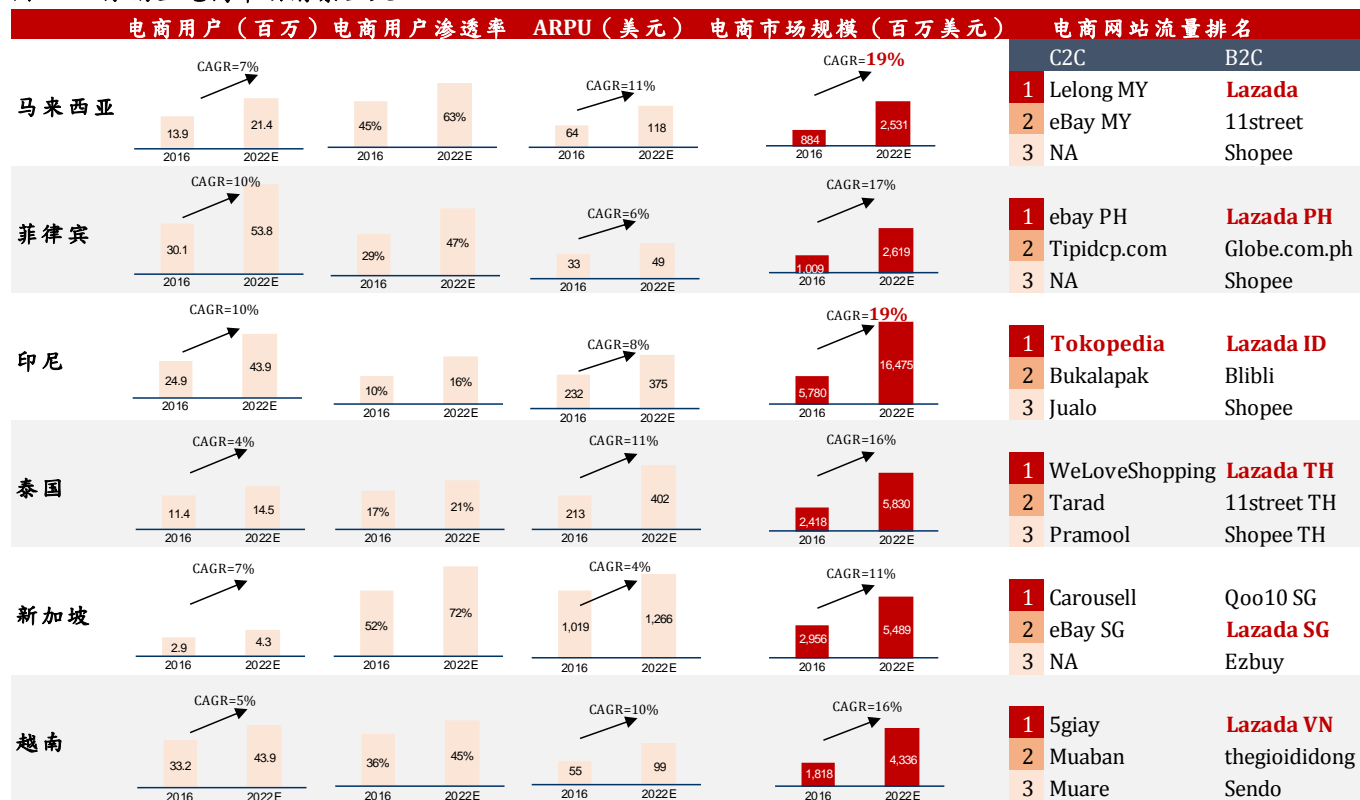 电商用户（百万） 电商用户渗透率 ARPU（美元） 电商市场规模（百万美元） 电商网站流量排名
C2C B2C
马来西亚
CAGR=7%
13.9 21.4
2016 2022E
45% 63%
2016 2022E
CAGR=11%
64 118
2016 2022E
CAGR=19%
884 2,531
2016 2022E
1 Lelong MY Lazada
2 eBay MY 11street
3 NA Shopee
菲律宾
CAGR=10%
30.1 53.8
2016 2022E
29% 47%
2016 2022E
CAGR=6%
33 49
2016 2022E
CAGR=17%
1,009 2,619
2016 2022E
1 ebay PH Lazada PH
2 Tipidcp.com Globe.com.ph
3 NA Shopee
印尼
CAGR=10%
24.9 43.9
2016 2022E
10% 16%
2016 2022E
CAGR=8%
232 375
2016 2022E
CAGR=19%
5,780 16,475
2016 2022E
1 Tokopedia Lazada ID
2 Bukalapak Blibli
3 Jualo Shopee
泰国
CAGR=4%
11.4 14.5
2016 2022E
17% 21%
2016 2022E
CAGR=11%
213 402
2016 2022E
CAGR=16%
2,418 5,830
2016 2022E
1 WeLoveShopping Lazada TH
2 Tarad 11street TH
3 Pramool Shopee TH
新加坡
CAGR=7%
2.9 4.3
2016 2022E
52% 72%
2016 2022E
CAGR=4%
1,019 1,266
2016 2022E
CAGR=11%
2,956 5,489
2016 2022E
1 Carousell Qoo10 SG
2 eBay SG Lazada SG
3 NA Ezbuy
越南
CAGR=5%
33.2 43.9
2016 2022E
36% 45%
2016 2022E
CAGR=10%
55 99
2016 2022E
CAGR=16%
1,818 4,336
2016 2022E
1 5giay Lazada VN
2 Muaban thegioididong
3 Muare Sendo